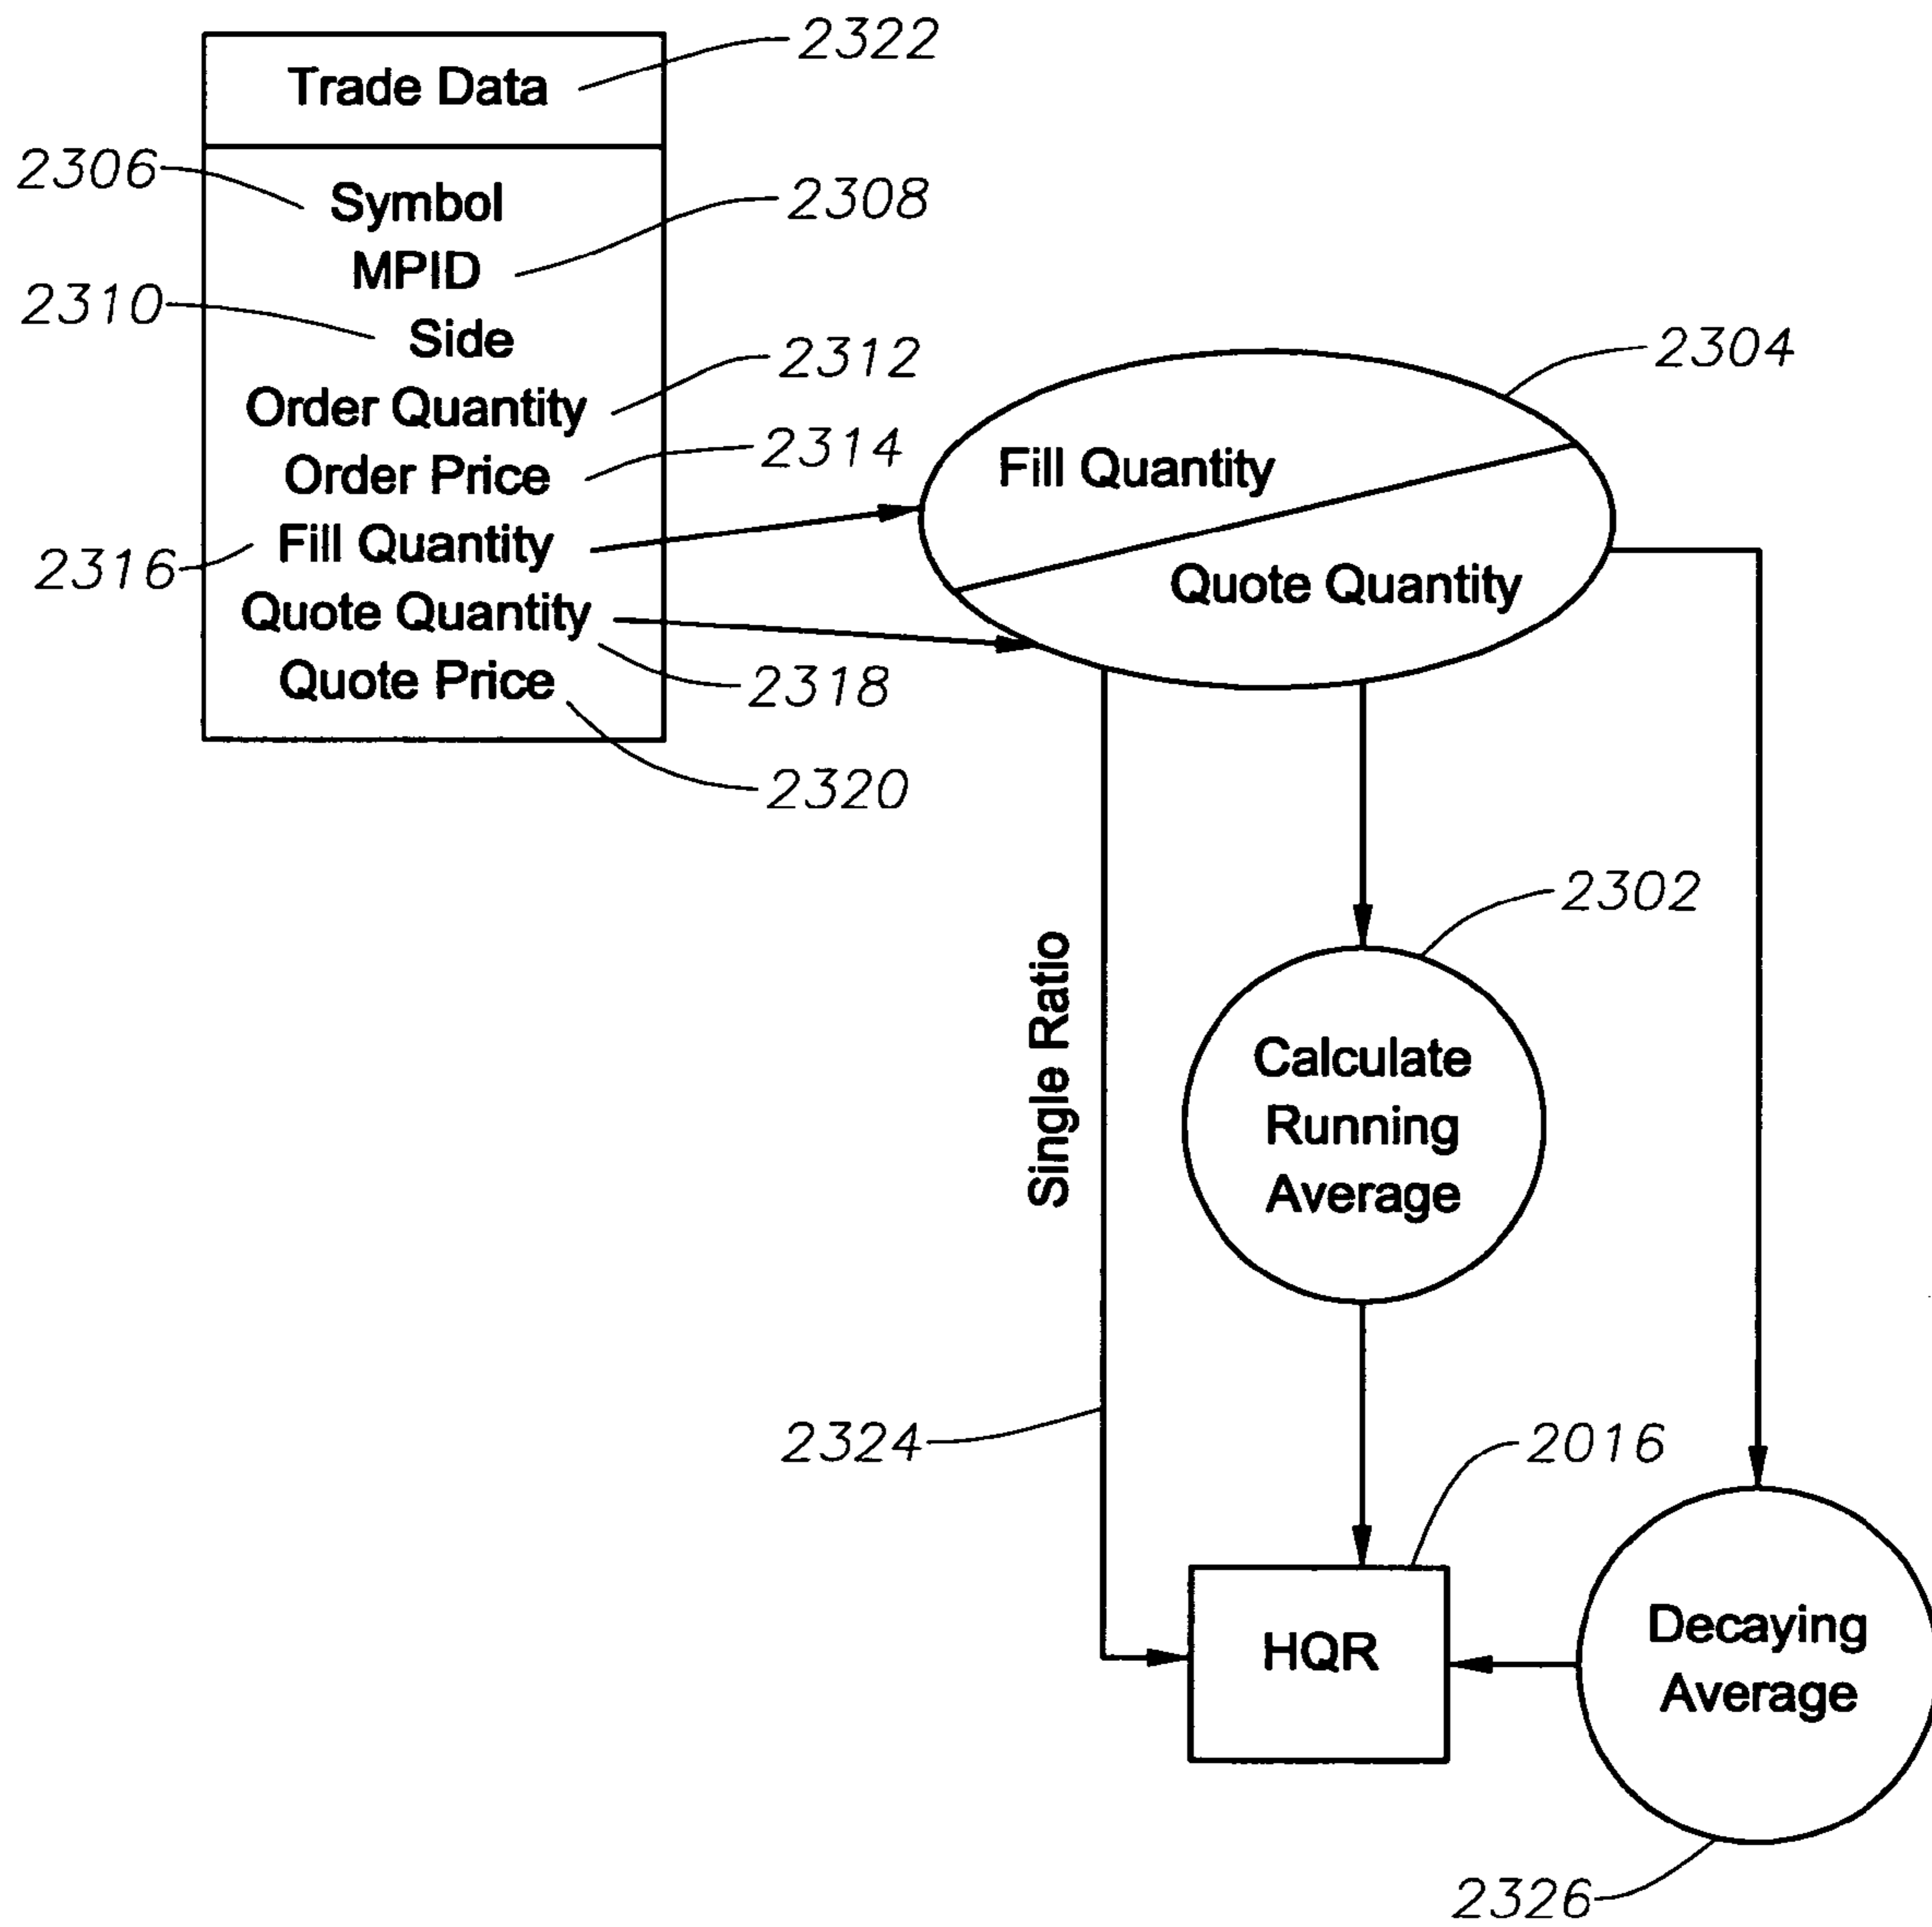 2322
Trade Data
2306
Symbol
2308
MPID
2310
Side
2312
Order Quantity
2314
Order Price
2316
Fill Quantity
Quote Quantity
2318
Quote Price
2320
2304
Fill Quantity
Quote Quantity
2302
Single Ratio
Calculate
Running
Average
2324
2016
HQR
Decaying
Average
2326